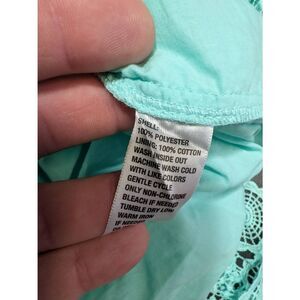 SHELL:
100% POLYESTER
LINING: 100% COTTON
WASH INSIDE OUT
MACHINE WASH COLD
WITH LIKE COLORS
GENTLE CYCLE
ONLY NON-CHLORINE
BLEACH IF NEEDED
TUMBLE DRY LOW
WARM IRON
IF NEEDED